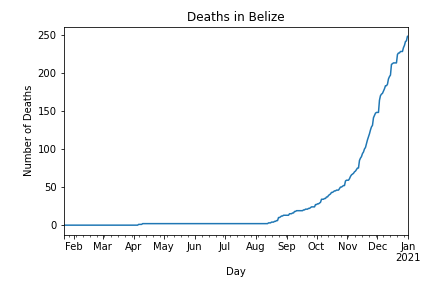 Deaths in Belize
Number of Deaths
250
200
150
100
50
0
Feb Mar Apr May Jun Jul Aug Sep Oct Nov Dec Jan
2021
Day